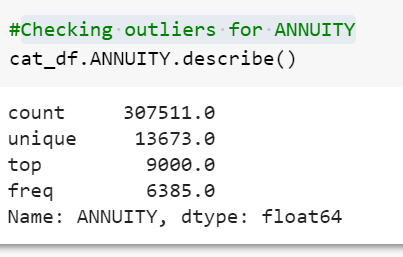 #Checking outliers for ANNUITY
cat_df.ANNUITY.describe()
count 307511.0
unique 13673.0
top 9000.0
freq 6385.0
Name: ANNUITY, dtype: float64